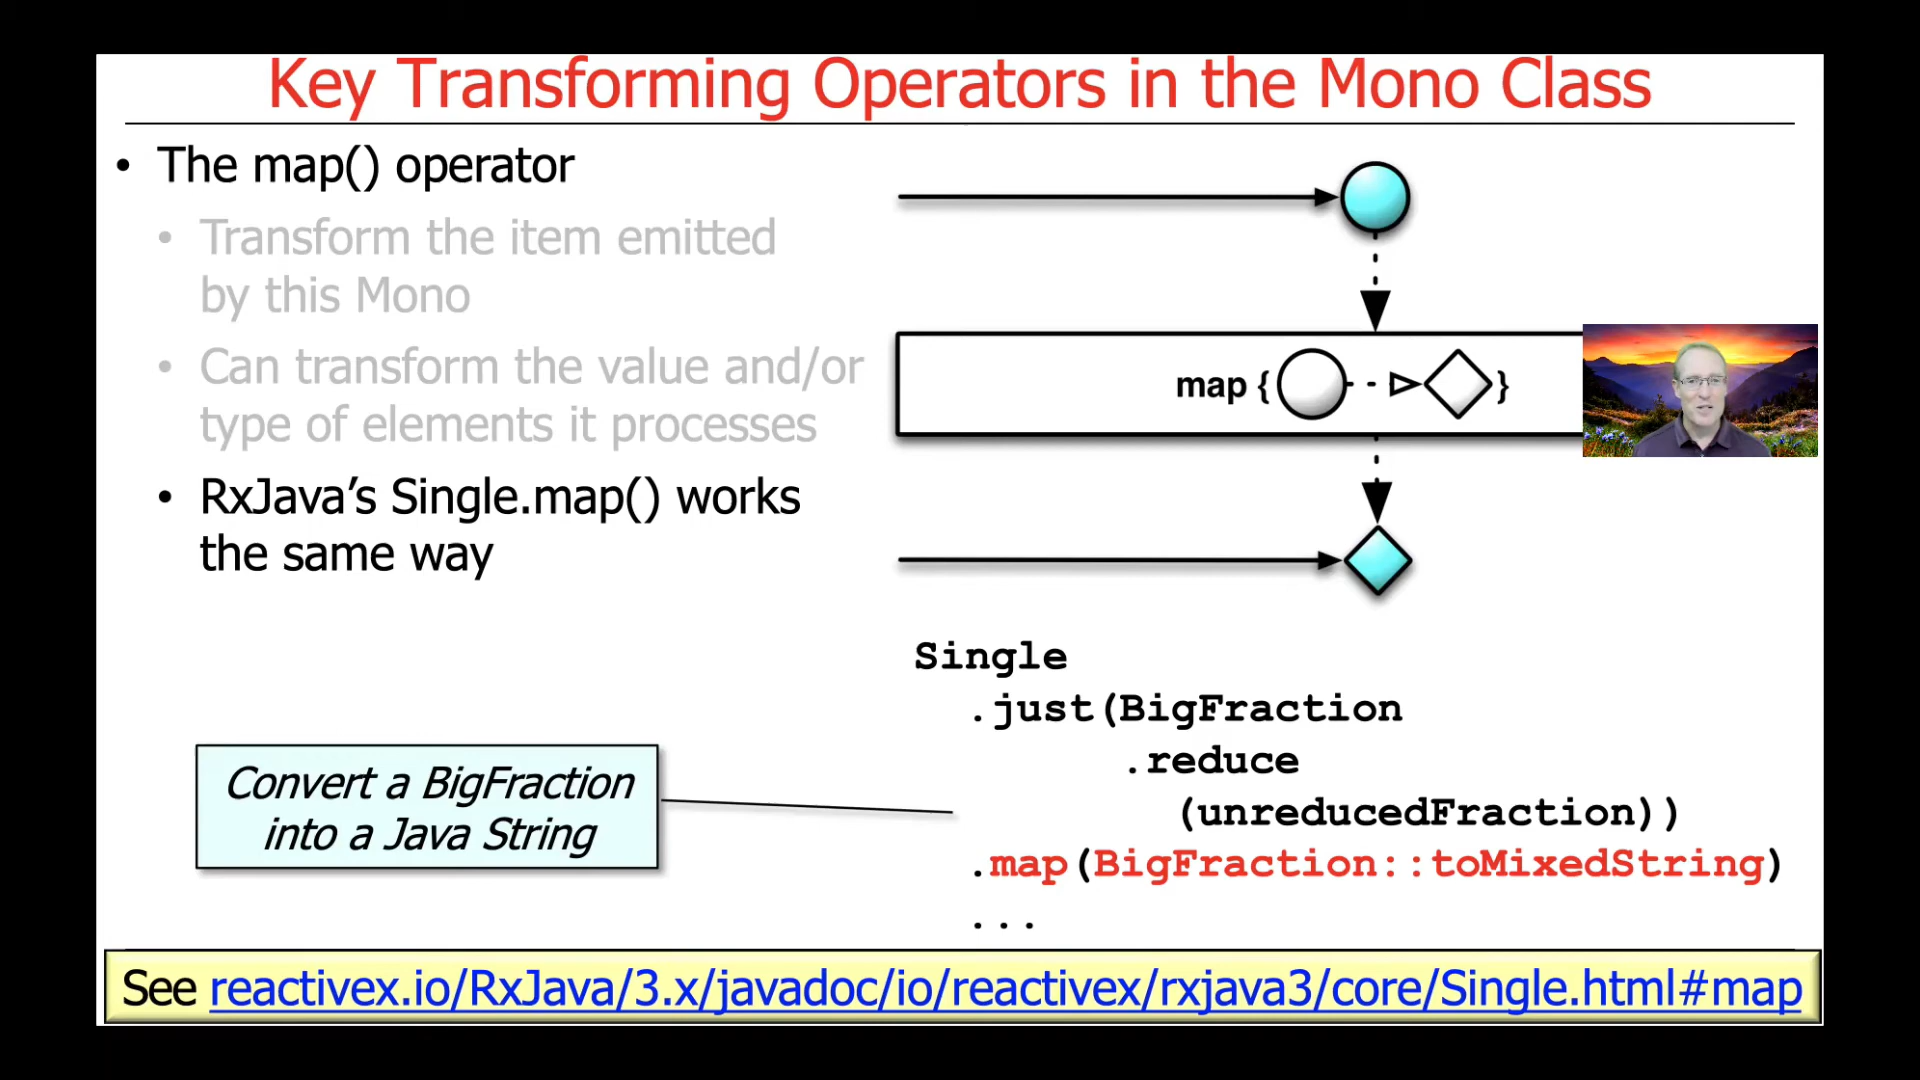 Key Transforming Operators in the Mono Class
• The map() operator
• Transform the item emitted
by this Mono
• Can transform the value and/or
type of elements it processes
• RxJava’s Single.map() works
the same way
map { }
Single
.just(BigFraction
.reduce
(unreducedFraction))
.map(BigFraction::toMixedString)
...
Convert a BigFraction
into a Java String
See reactivex.io/RxJava/3.x/javadoc/io/reactivex/rxjava3/core/Single.html#map